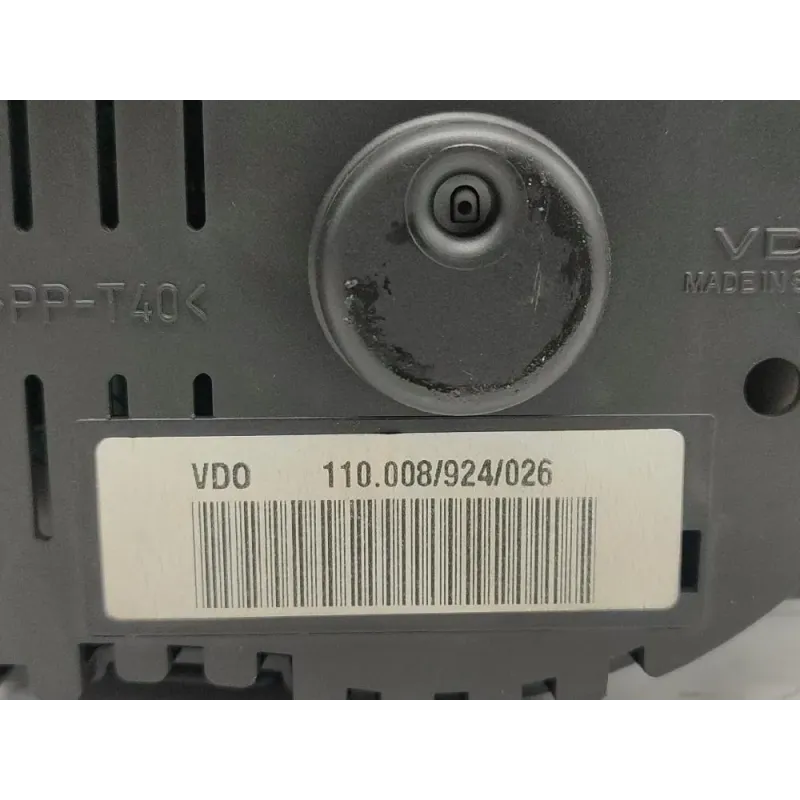 >PP-T40<
VD
MADE IN S
VDO 110.008/924/026